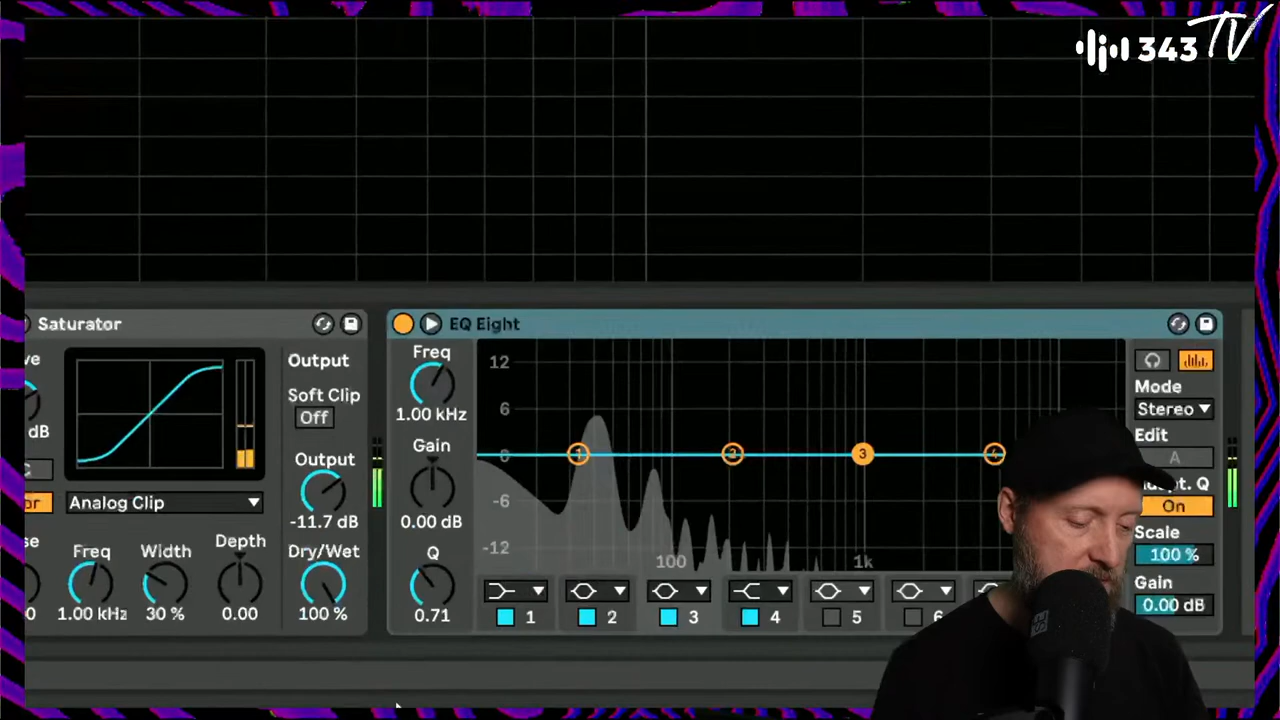 343 TV
Saturator
EQ Eight
ve
dB
Output
Soft Clip
Off
Output
-11.7 dB
Analog Clip
Freq
1.00 kHz
Width
30 %
Depth
0.00
Dry/Wet
100 %
Freq
1.00 kHz
Gain
0.00 dB
Q
0.71
12
6
0
-6
-12
100
1k
1
2
3
4
1
2
3
4
5
6
Mode
Stereo
Edit
A
Adapt. Q
On
Scale
100 %
Gain
0.00 dB